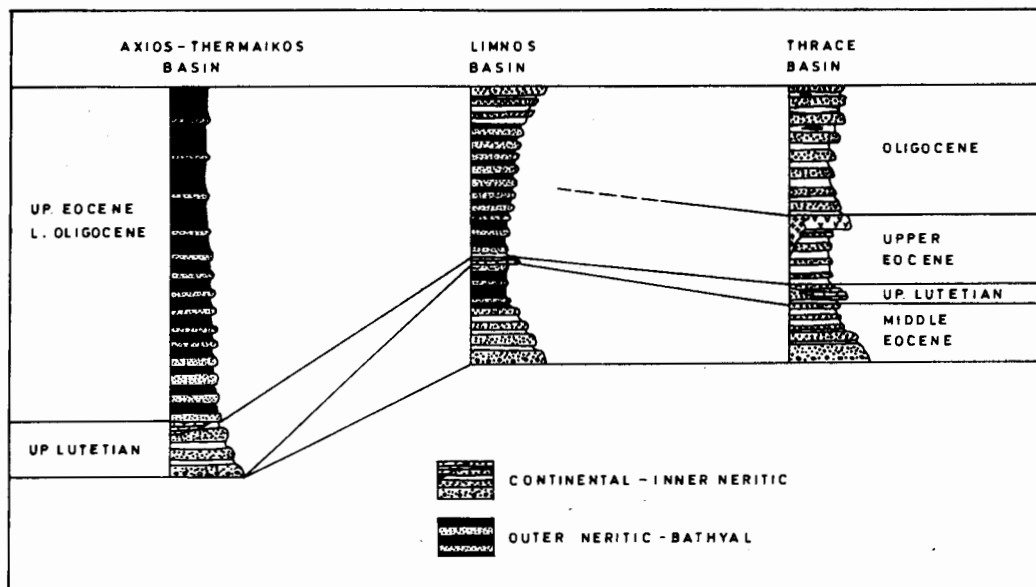 AXIOS-THERMAIKOS
BASIN
LIMNOS
BASIN
THRACE
BASIN
UP. EOCENE
L. OLIGOCENE
UP LUTETIAN
OLIGOCENE
UPPER
EOCENE
UP. LUTETIAN
MIDDLE
EOCENE
CONTINENTAL-INNER NERITIC
OUTER NERITIC-BATHYAL